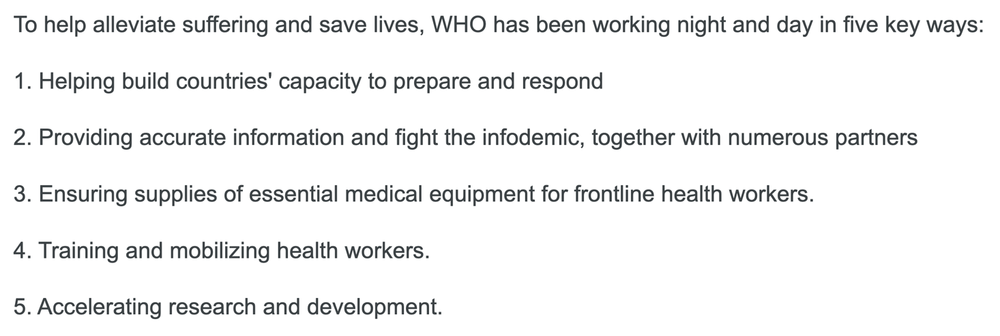 To help alleviate suffering and save lives, WHO has been working night and day in five key ways:
1. Helping build countries' capacity to prepare and respond
2. Providing accurate information and fight the infodemic, together with numerous partners
3. Ensuring supplies of essential medical equipment for frontline health workers.
4. Training and mobilizing health workers.
5. Accelerating research and development.